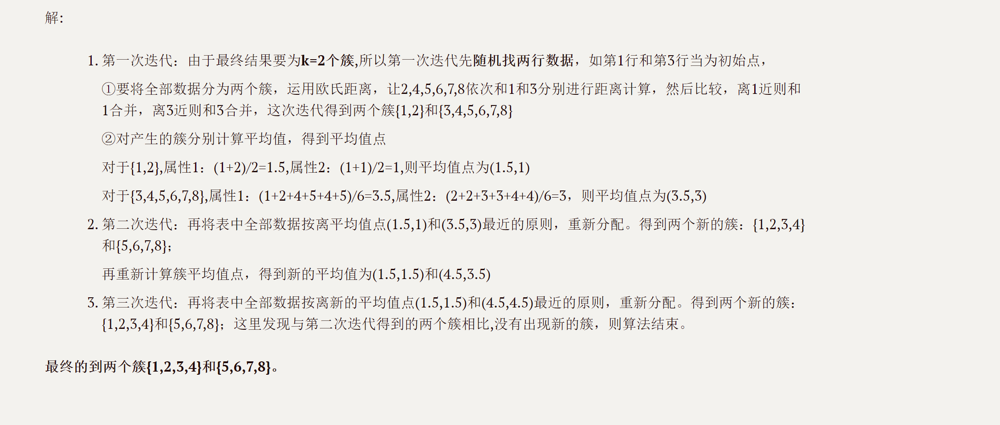 解：
1. 第一次迭代：由于最终结果要为k=2个簇,所以第一次迭代先随机找两行数据，如第1行和第3行当为初始点，
①要将全部数据分为两个簇，运用欧氏距离，让2,4,5,6,7,8依次和1和3分别进行距离计算，然后比较，离1近则和
1合并，离3近则和3合并，这次迭代得到两个簇{1,2}和{3,4,5,6,7,8}
②对产生的簇分别计算平均值，得到平均值点
对于{1,2},属性1：(1+2)/2=1.5,属性2：(1+1)/2=1,则平均值点为(1.5,1)
对于{3,4,5,6,7,8},属性1：(1+2+4+5+4+5)/6=3.5,属性2：(2+2+3+3+4+4)/6=3，则平均值点为(3.5,3)
2. 第二次迭代：再将表中全部数据按离平均值点(1.5,1)和(3.5,3)最近的原则，重新分配。得到两个新的簇：{1,2,3,4}
和{5,6,7,8}；
再重新计算簇平均值点，得到新的平均值为(1.5,1.5)和(4.5,3.5)
3. 第三次迭代：再将表中全部数据按离新的平均值点(1.5,1.5)和(4.5,4.5)最近的原则，重新分配。得到两个新的簇：
{1,2,3,4}和{5,6,7,8}；这里发现与第二次迭代得到的两个簇相比,没有出现新的簇，则算法结束。
最终的到两个簇{1,2,3,4}和{5,6,7,8}。